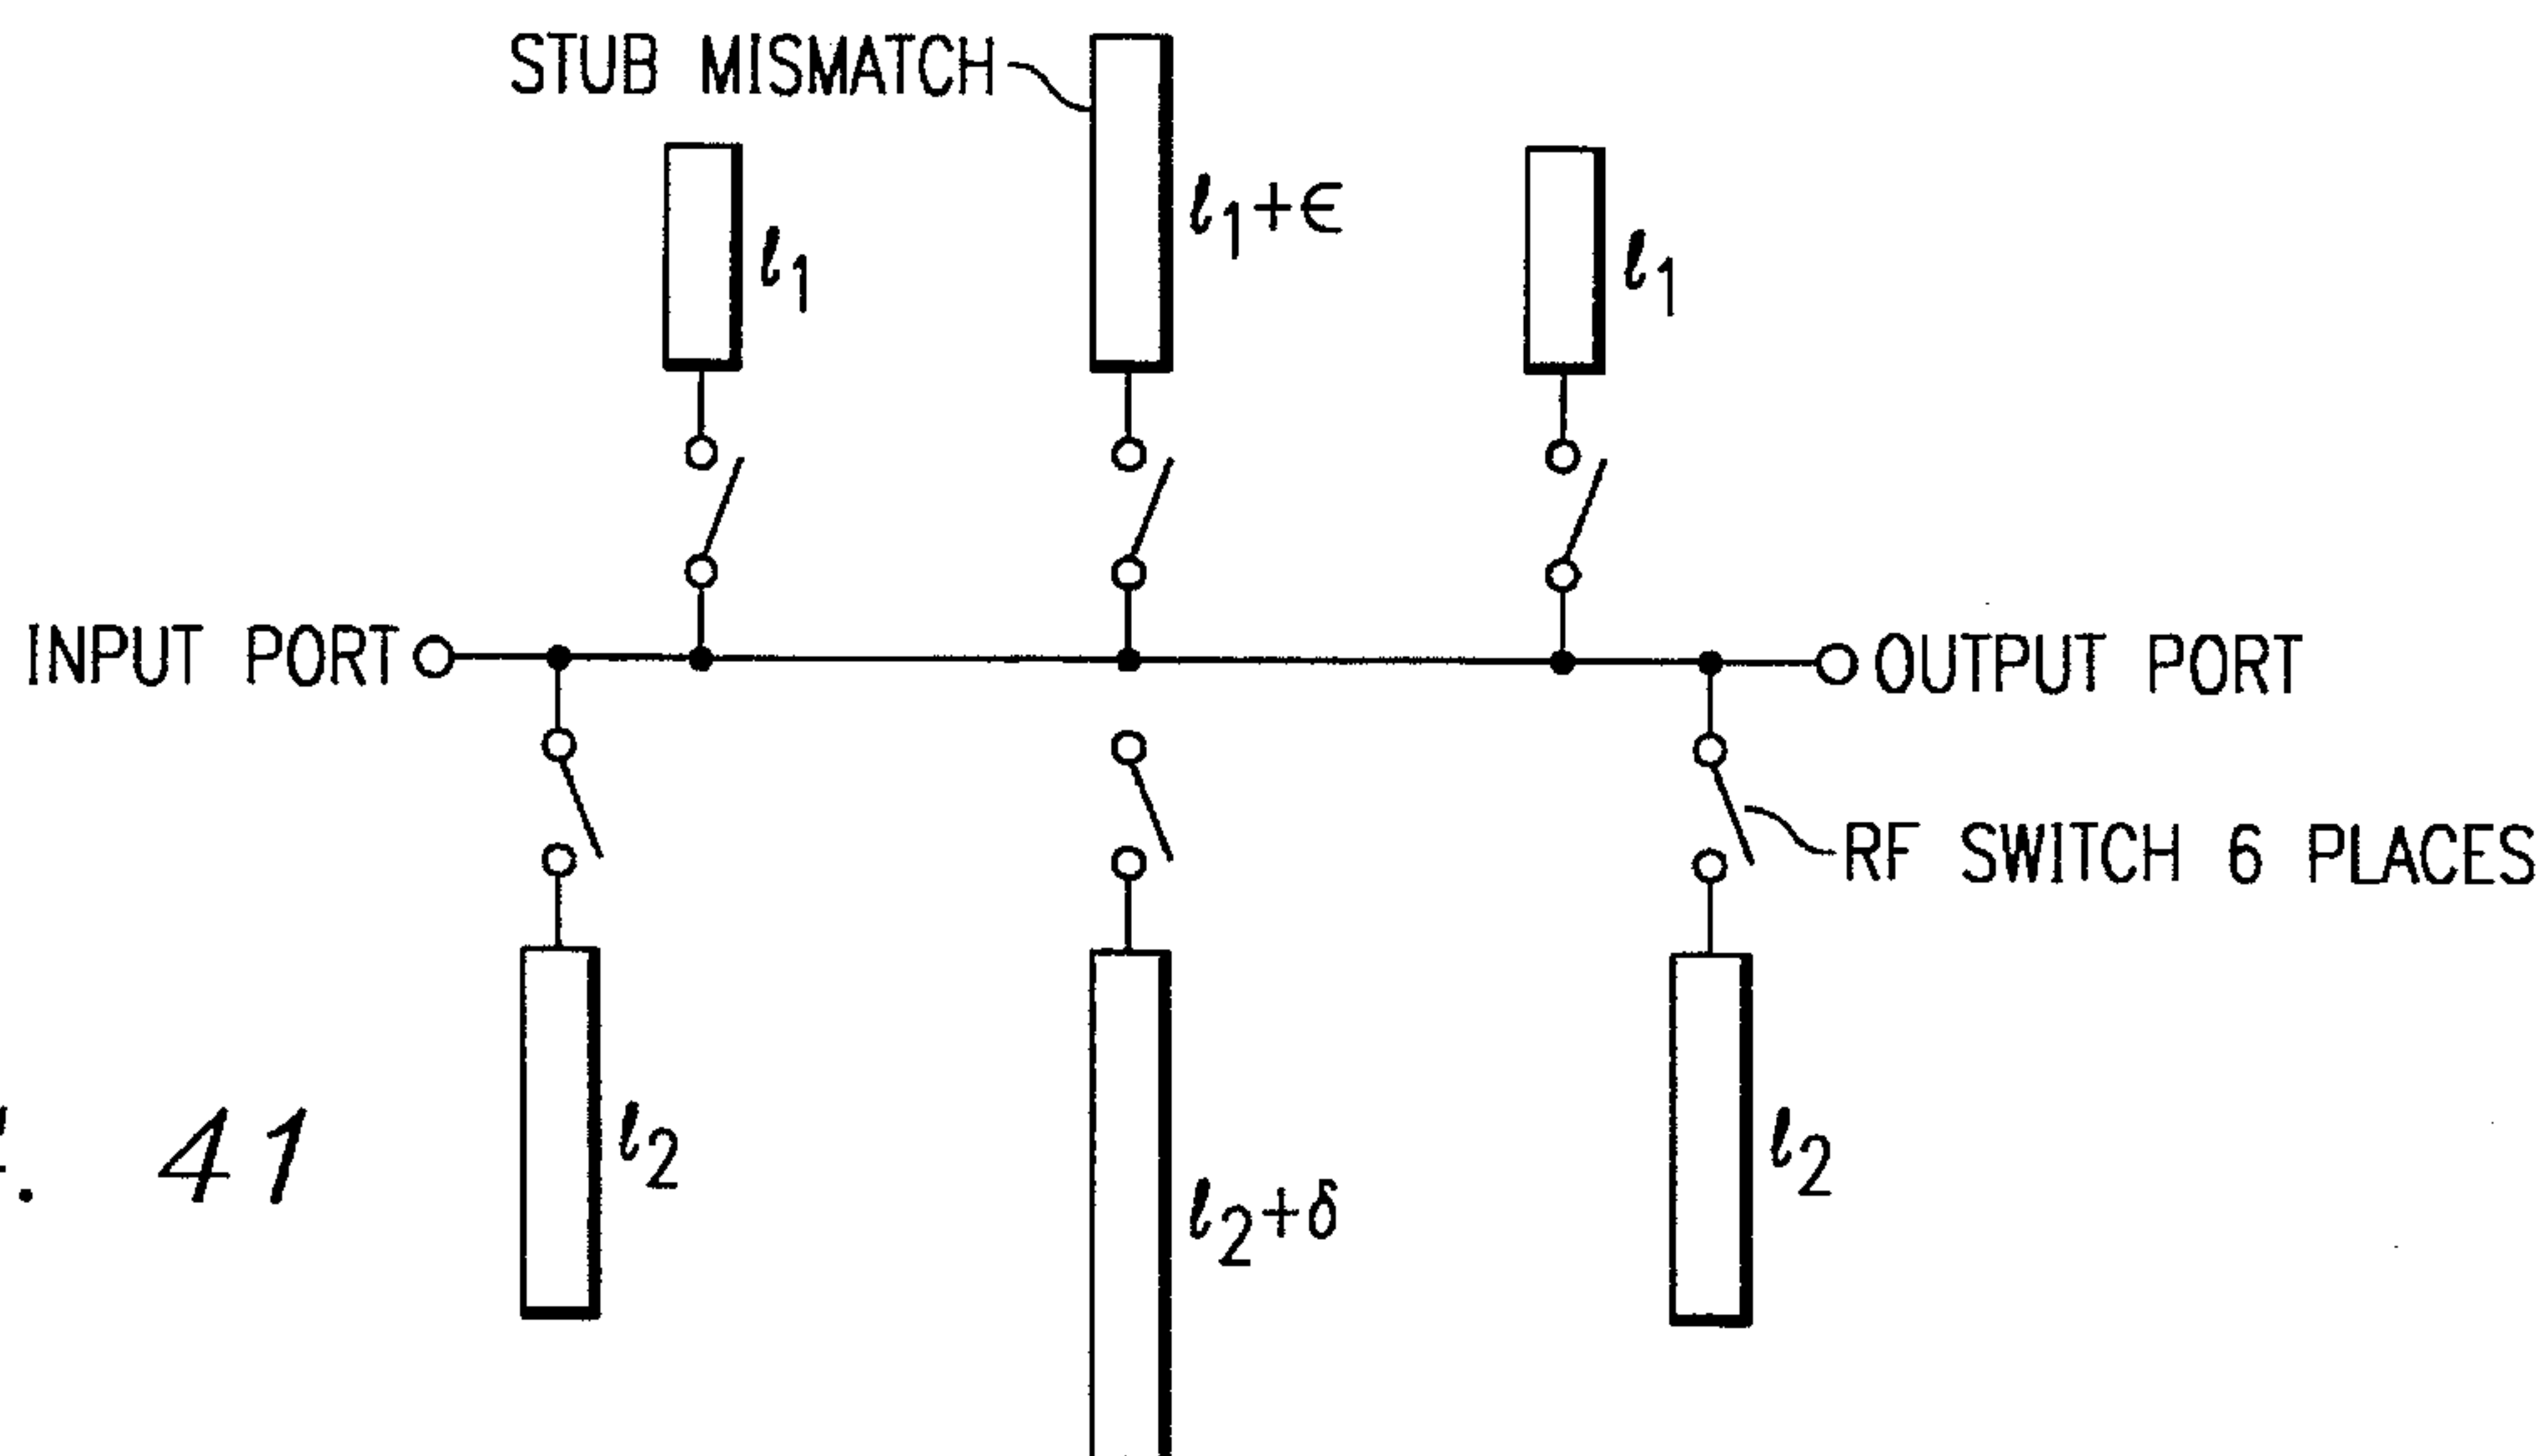 STUB MISMATCH
ℓ1
ℓ1+ϵ
ℓ1
INPUT PORT
OUTPUT PORT
RF SWITCH 6 PLACES
ℓ2
ℓ2+δ
ℓ2
41